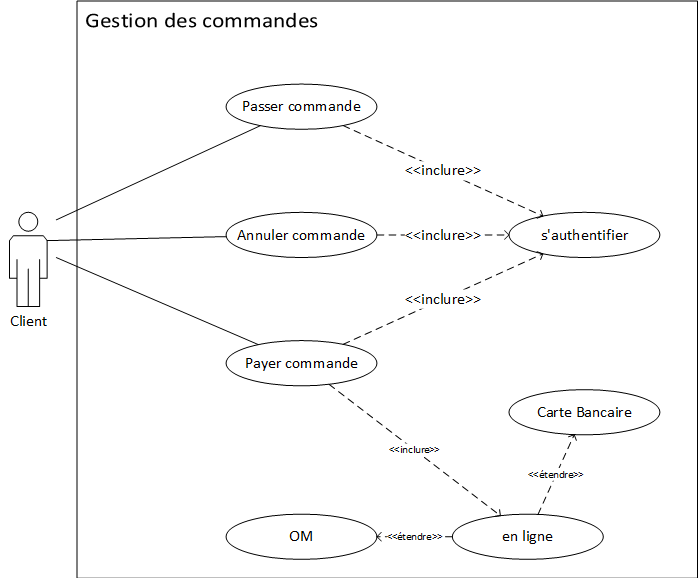 Gestion des commandes
Passer commande
<<inclure>>
Annuler commande
<<inclure>>
s'authentifier
<<inclure>>
Client
Payer commande
Carte Bancaire
<<inclure>>
<<étendre>>
OM
<<étendre>>
en ligne